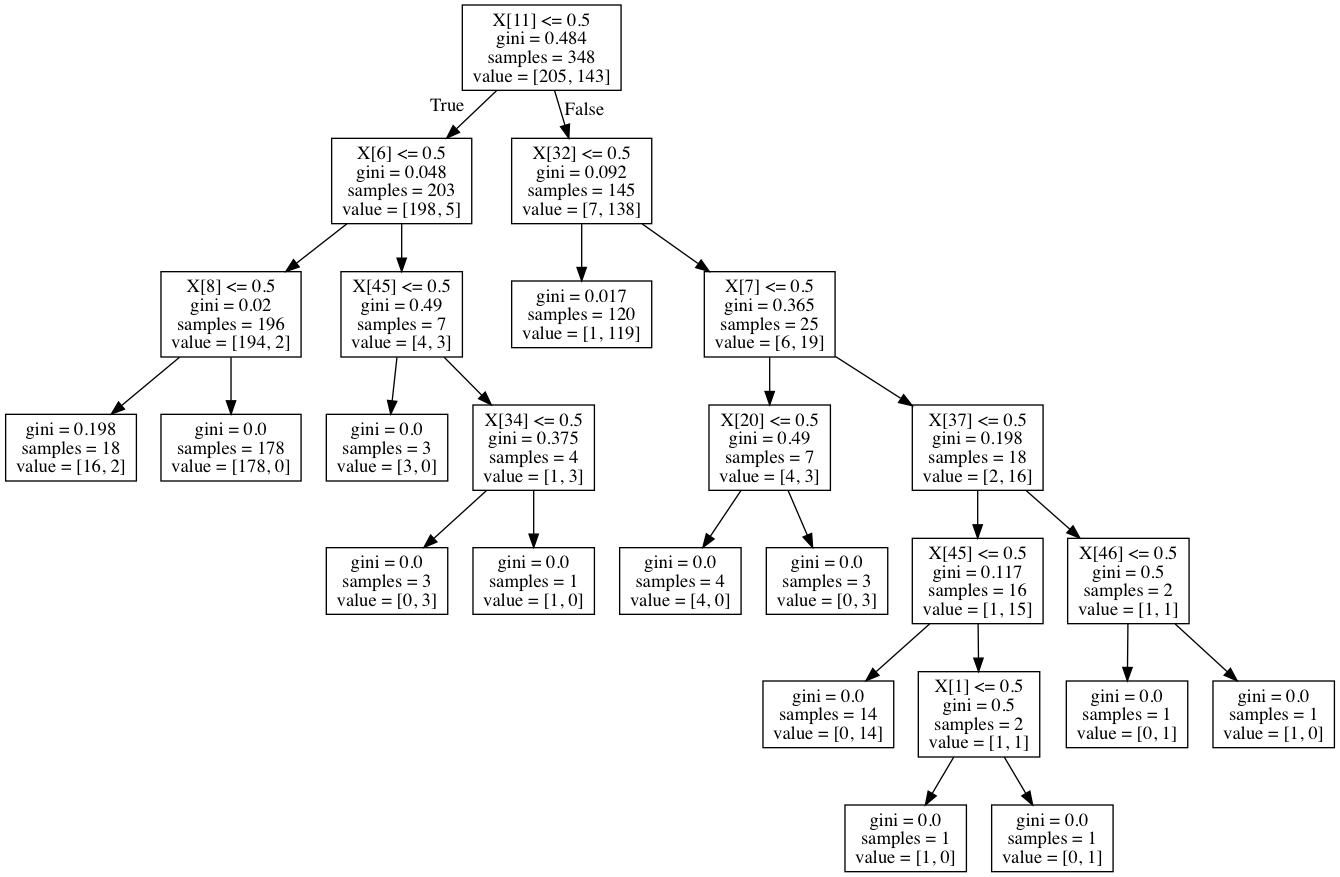 X[11] <= 0.5
gini = 0.484
samples = 348
value = [205, 143]
True
False
X[6] <= 0.5
gini = 0.048
samples = 203
value = [198, 5]
X[32] <= 0.5
gini = 0.092
samples = 145
value = [7, 138]
X[8] <= 0.5
gini = 0.02
samples = 196
value = [194, 2]
X[45] <= 0.5
gini = 0.49
samples = 7
value = [4, 3]
gini = 0.017
samples = 120
value = [1, 119]
X[7] <= 0.5
gini = 0.365
samples = 25
value = [6, 19]
gini = 0.198
samples = 18
value = [16, 2]
gini = 0.0
samples = 178
value = [178, 0]
gini = 0.0
samples = 3
value = [3, 0]
X[34] <= 0.5
gini = 0.375
samples = 4
value = [1, 3]
X[20] <= 0.5
gini = 0.49
samples = 7
value = [4, 3]
X[37] <= 0.5
gini = 0.198
samples = 18
value = [2, 16]
gini = 0.0
samples = 3
value = [0, 3]
gini = 0.0
samples = 1
value = [1, 0]
gini = 0.0
samples = 4
value = [4, 0]
gini = 0.0
samples = 3
value = [0, 3]
X[45] <= 0.5
gini = 0.117
samples = 16
value = [1, 15]
X[46] <= 0.5
gini = 0.5
samples = 2
value = [1, 1]
gini = 0.0
samples = 14
value = [0, 14]
X[1] <= 0.5
gini = 0.5
samples = 2
value = [1, 1]
gini = 0.0
samples = 1
value = [0, 1]
gini = 0.0
samples = 1
value = [1, 0]
gini = 0.0
samples = 1
value = [1, 0]
gini = 0.0
samples = 1
value = [0, 1]